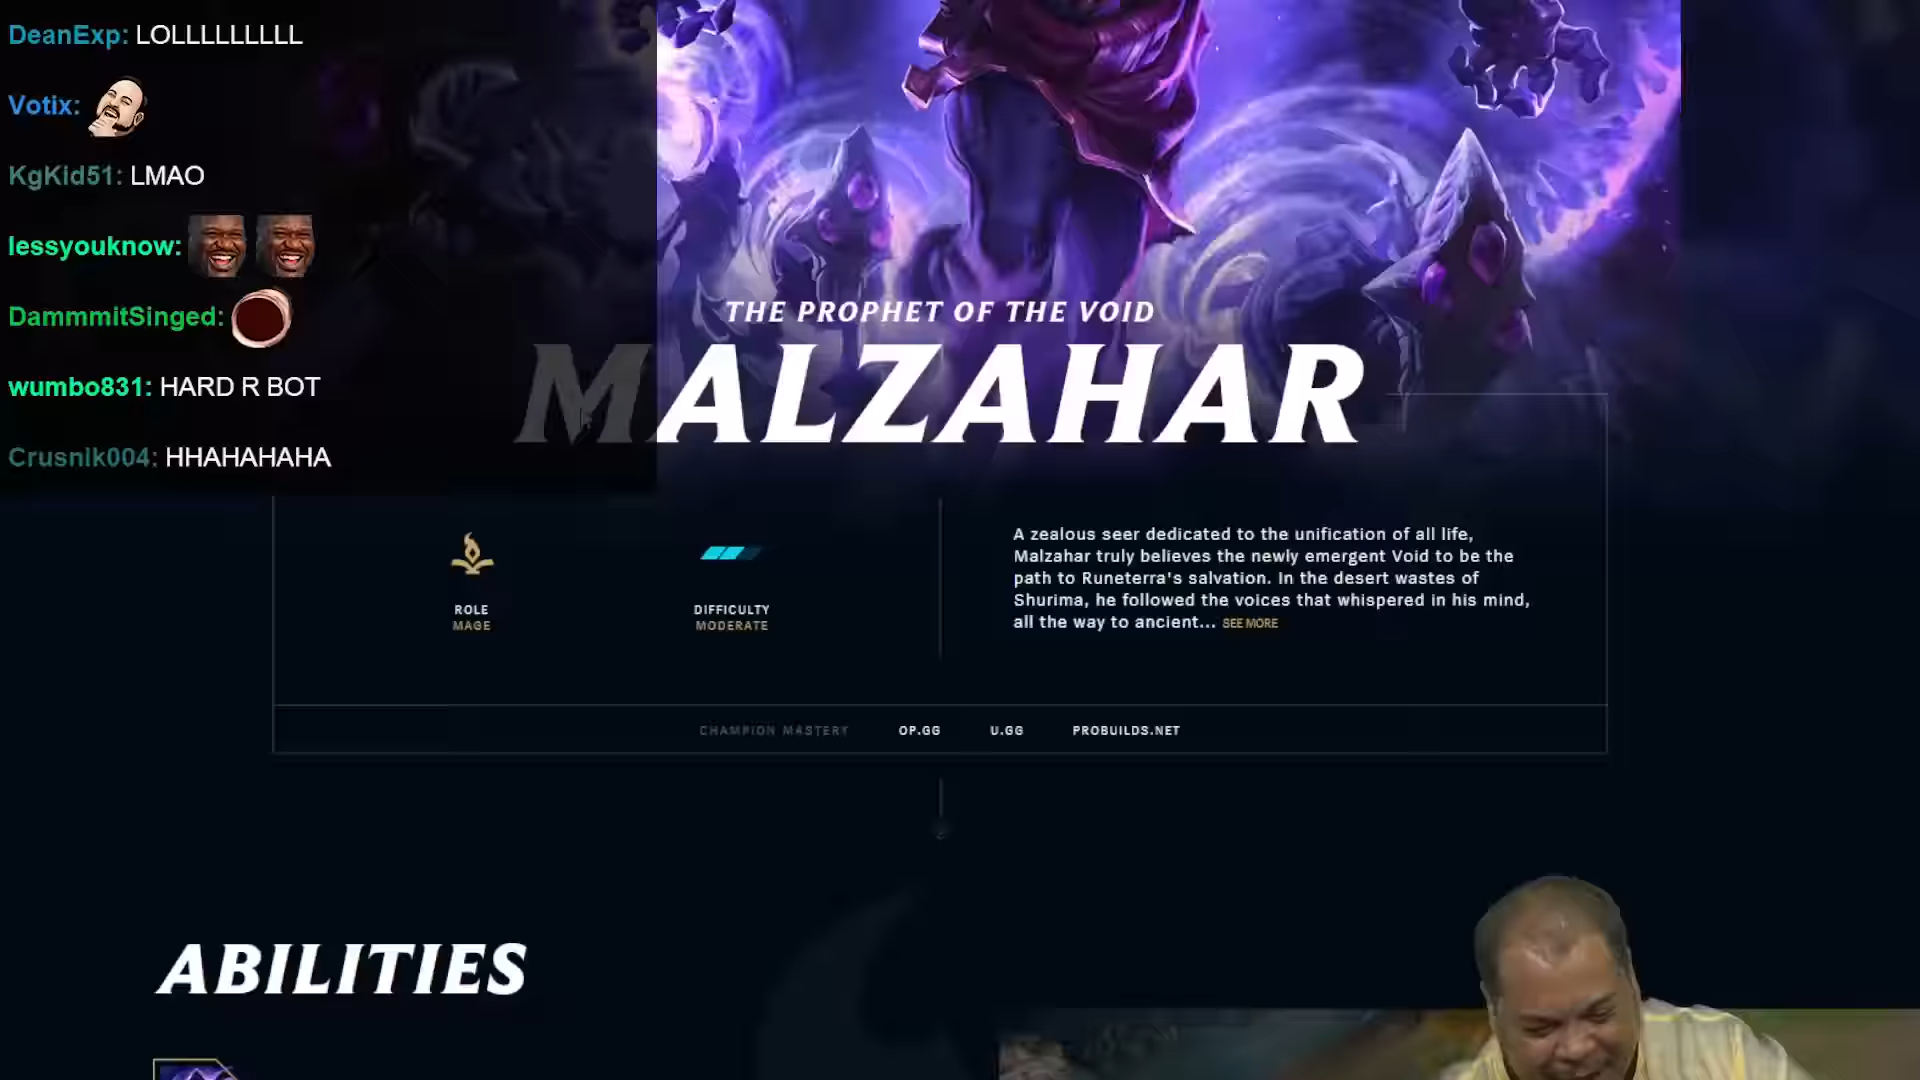 DeanExp: LOLLLLLLLLL
Votix:
KgKid51: LMAO
lessyouknow:
DammmitSinged:
wumbo831: HARD R BOT
Crusnik004: HHAHAHAHA
THE PROPHET OF THE VOID
MALZAHAR
ROLE
MAGE
DIFFICULTY
MODERATE
A zealous seer dedicated to the unification of all life,
Malzahar truly believes the newly emergent Void to be the
path to Runeterra's salvation. In the desert wastes of
Shurima, he followed the voices that whispered in his mind,
all the way to ancient... SEE MORE
CHAMPION MASTERY OP.GG U.GG PROBUILDS.NET
ABILITIES